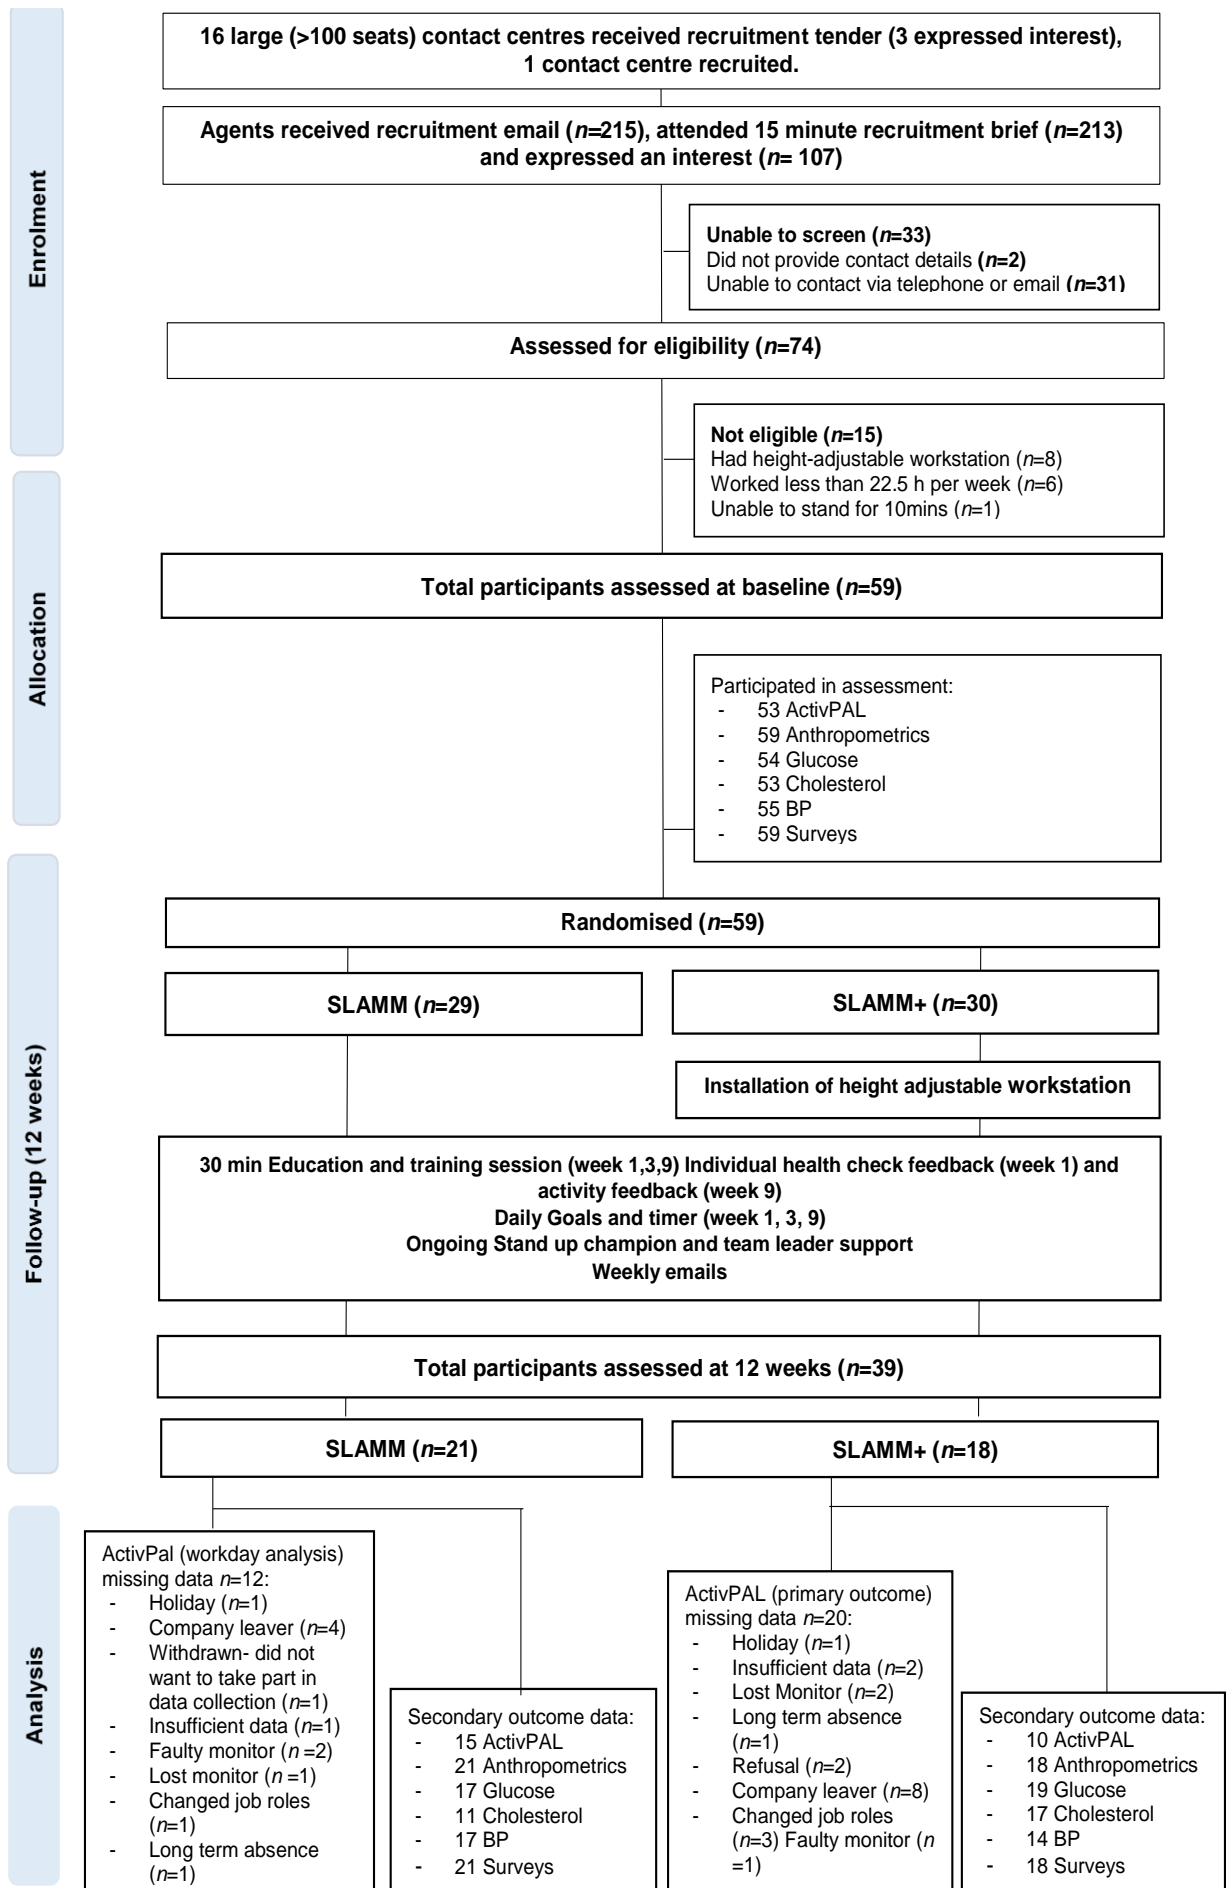 Enrolment
16 large (>100 seats) contact centres received recruitment tender (3 expressed interest),
1 contact centre recruited.
Agents received recruitment email (n=215), attended 15 minute recruitment brief (n=213)
and expressed an interest (n= 107)
Unable to screen (n=33)
Did not provide contact details (n=2)
Unable to contact via telephone or email (n=31)
Assessed for eligibility (n=74)
Not eligible (n=15)
Had height-adjustable workstation (n=8)
Worked less than 22.5 h per week (n=6)
Unable to stand for 10mins (n=1)
Allocation
Total participants assessed at baseline (n=59)
Participated in assessment:
- 53 ActivPAL
- 59 Anthropometrics
- 54 Glucose
- 53 Cholesterol
- 55 BP
- 59 Surveys
Follow-up (12 weeks)
Randomised (n=59)
SLAMM (n=29)
SLAMM+ (n=30)
Installation of height adjustable workstation
30 min Education and training session (week 1,3,9) Individual health check feedback (week 1) and
activity feedback (week 9)
Daily Goals and timer (week 1, 3, 9)
Ongoing Stand up champion and team leader support
Weekly emails
Total participants assessed at 12 weeks (n=39)
SLAMM (n=21)
SLAMM+ (n=18)
Analysis
ActivPal (workday analysis)
missing data n=12:
- Holiday (n=1)
- Company leaver (n=4)
- Withdrawn- did not
want to take part in
data collection (n=1)
- Insufficient data (n=1)
- Faulty monitor (n =2)
- Lost monitor (n =1)
- Changed job roles
(n=1)
- Long term absence
(n=1)
Secondary outcome data:
- 15 ActivPAL
- 21 Anthropometrics
- 17 Glucose
- 11 Cholesterol
- 17 BP
- 21 Surveys
ActivPAL (primary outcome)
missing data n=20:
- Holiday (n=1)
- Insufficient data (n=2)
- Lost Monitor (n=2)
- Long term absence
(n=1)
- Refusal (n=2)
- Company leaver (n=8)
- Changed job roles
(n=3) Faulty monitor (n
=1)
Secondary outcome data:
- 10 ActivPAL
- 18 Anthropometrics
- 19 Glucose
- 17 Cholesterol
- 14 BP
- 18 Surveys